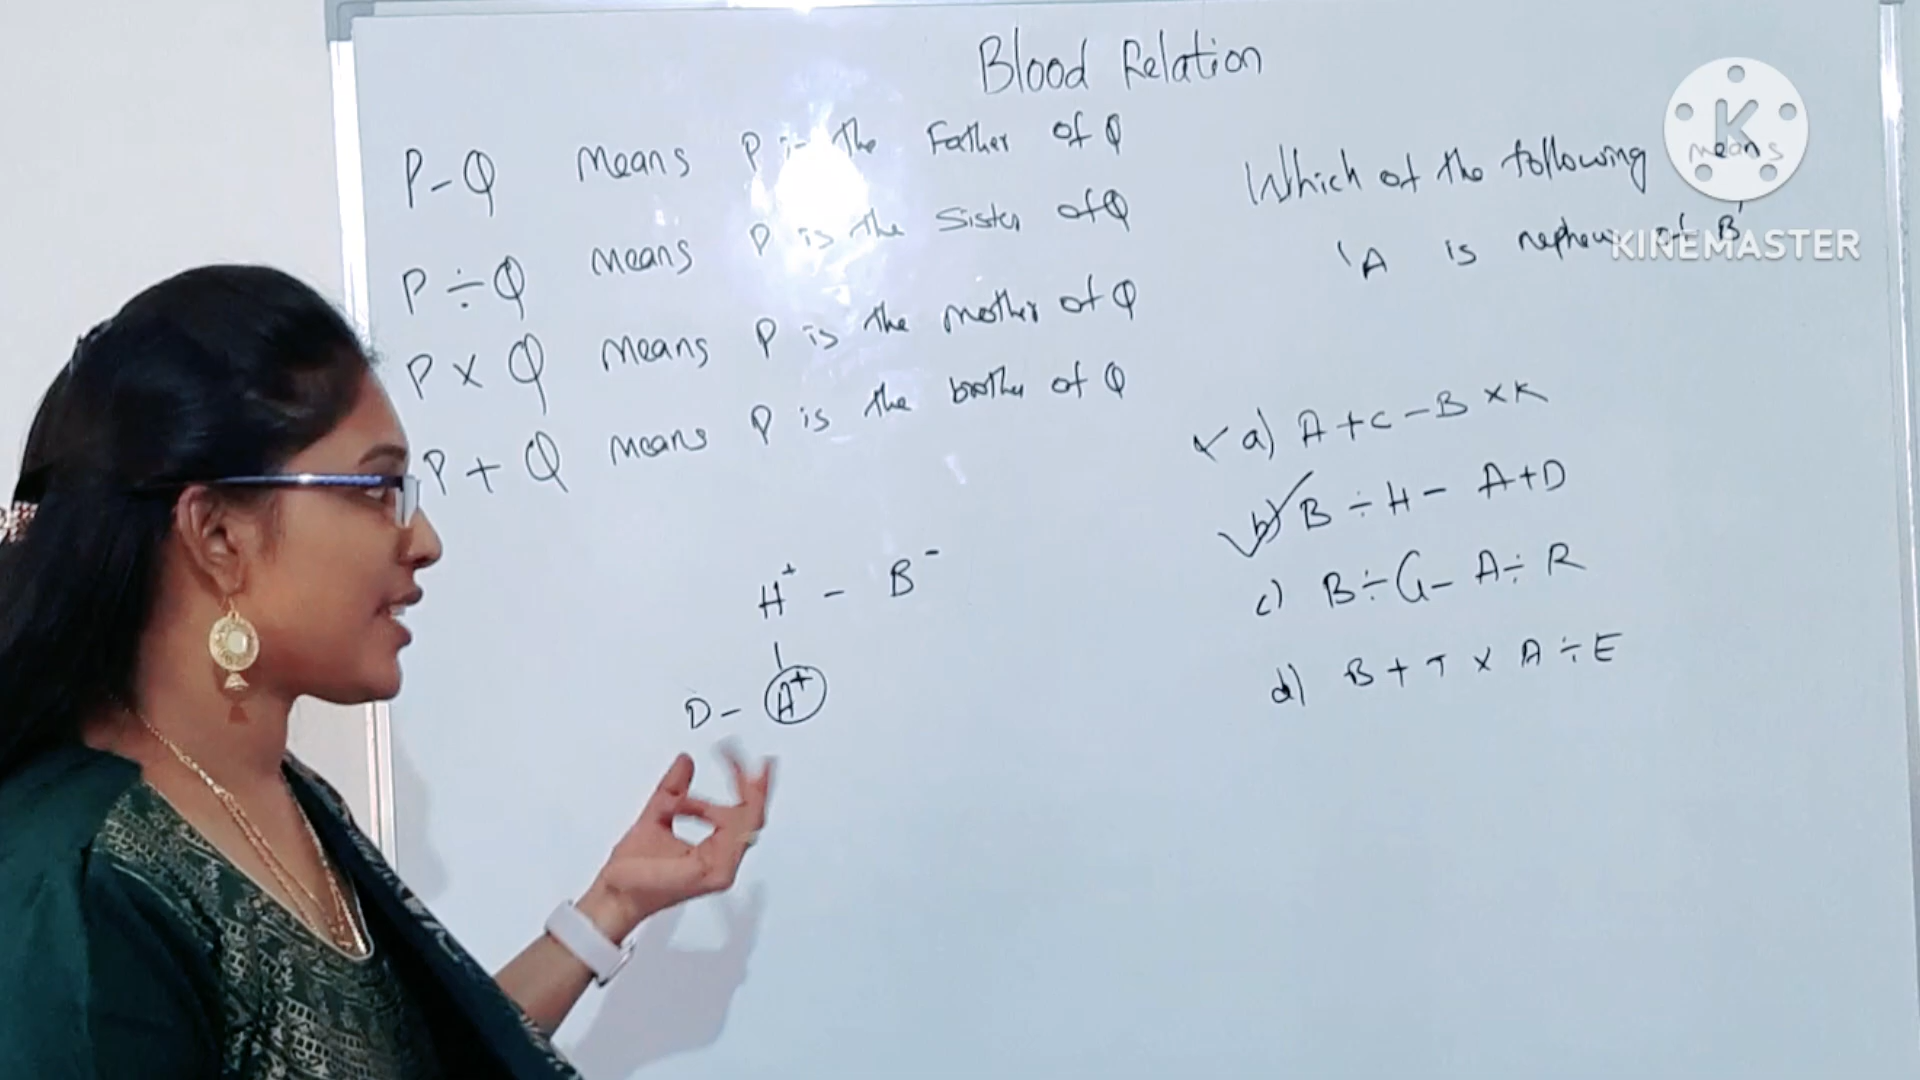 Blood Relation
P - Q means P is the Father of Q
P ÷ Q means P is the Sister of Q
P × Q means P is the mother of Q
P + Q means P is the brother of Q
Which of the following means
'A is nephew of B'
K
KINEMASTER
a) A + C - B × K
b) B ÷ H - A + D
c) B ÷ G - A ÷ R
d) B + T × A ÷ E
H+ - B-
D - A+